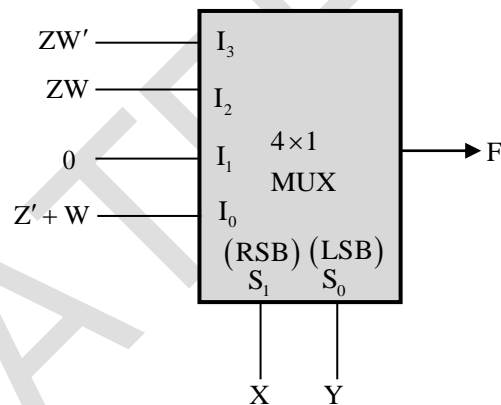 ZW′ I₃
ZW I₂
0 I₁
Z′ + W I₀
4×1
MUX
F
(RSB) (LSB)
S₁ S₀
X Y